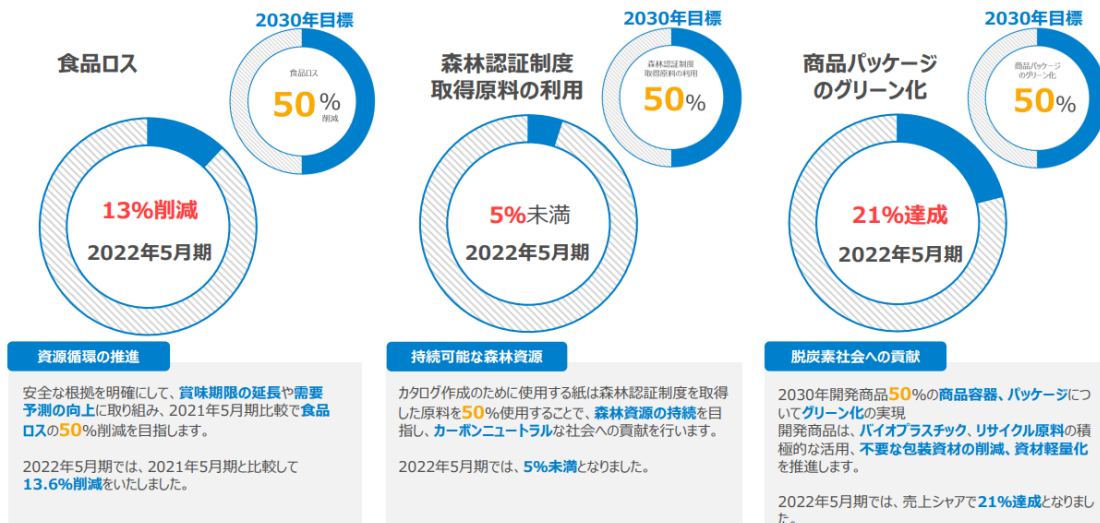 食品ロス
2030年目標
食品ロス
50%
削減
13%削減
2022年5月期
資源循環の推進
安全な根拠を明確にして、賞味期限の延長や需要
予測の向上に取り組み、2021年5月期比較で食品
ロスの50%削減を目指します。
2022年5月期では、2021年5月期と比較して
13.6%削減をいたしました。
森林認証制度
取得原料の利用
2030年目標
森林認証制度
取得原料の利用
50%
5%未満
2022年5月期
持続可能な森林資源
カタログ作成のために使用する紙は森林認証制度を取得
した原料を50%使用することで、森林資源の持続を目
指し、カーボンニュートラルな社会への貢献を行います。
2022年5月期では、5%未満となりました。
商品パッケージ
のグリーン化
2030年目標
商品パッケージ
のグリーン化
50%
21%達成
2022年5月期
脱炭素社会への貢献
2030年開発商品50%の商品容器、パッケージにつ
いてグリーン化の実現
開発商品は、バイオプラスチック、リサイクル原料の積
極的な活用、不要な包装資材の削減、資材軽量化
を推進します。
2022年5月期では、売上シャアで21%達成となりまし
た。